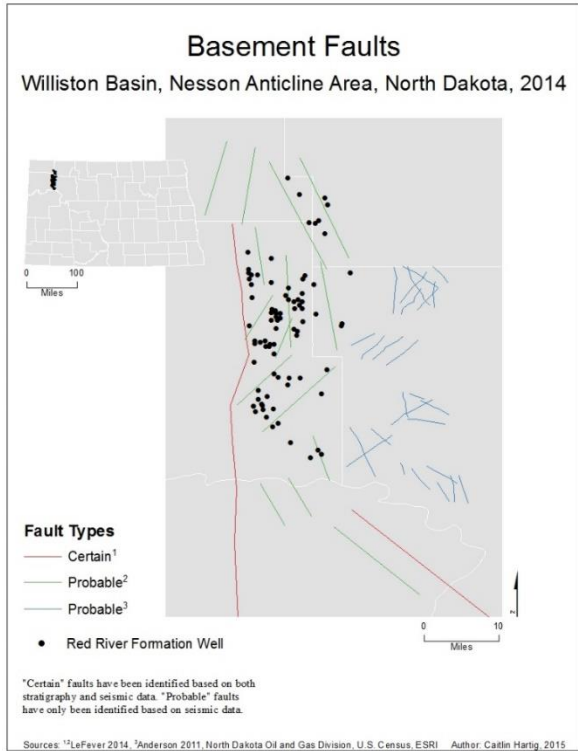 Basement Faults
Williston Basin, Nesson Anticline Area, North Dakota, 2014
0 100
Miles
Fault Types
Certain¹
Probable²
Probable³
Red River Formation Well
"Certain" faults have been identified based on both
stratigraphy and seismic data. "Probable" faults
have only been identified based on seismic data.
z
0 10
Miles
Sources: ¹²LeFever 2014, ³Anderson 2011, North Dakota Oil and Gas Division, U.S. Census, ESRI Author: Caitlin Hartig, 2015